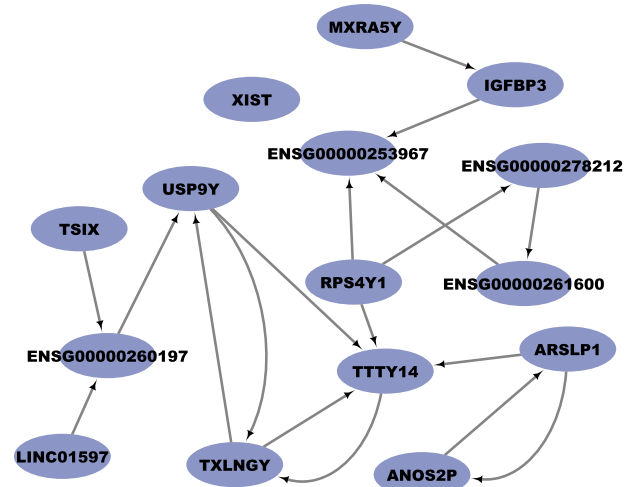 MXRA5Y
IGFBP3
XIST
ENSG00000253967
ENSG00000278212
USP9Y
TSIX
RPS4Y1
ENSG00000261600
ENSG00000260197
ARSLP1
TTTY14
LINC01597
TXLNGY
ANOS2P